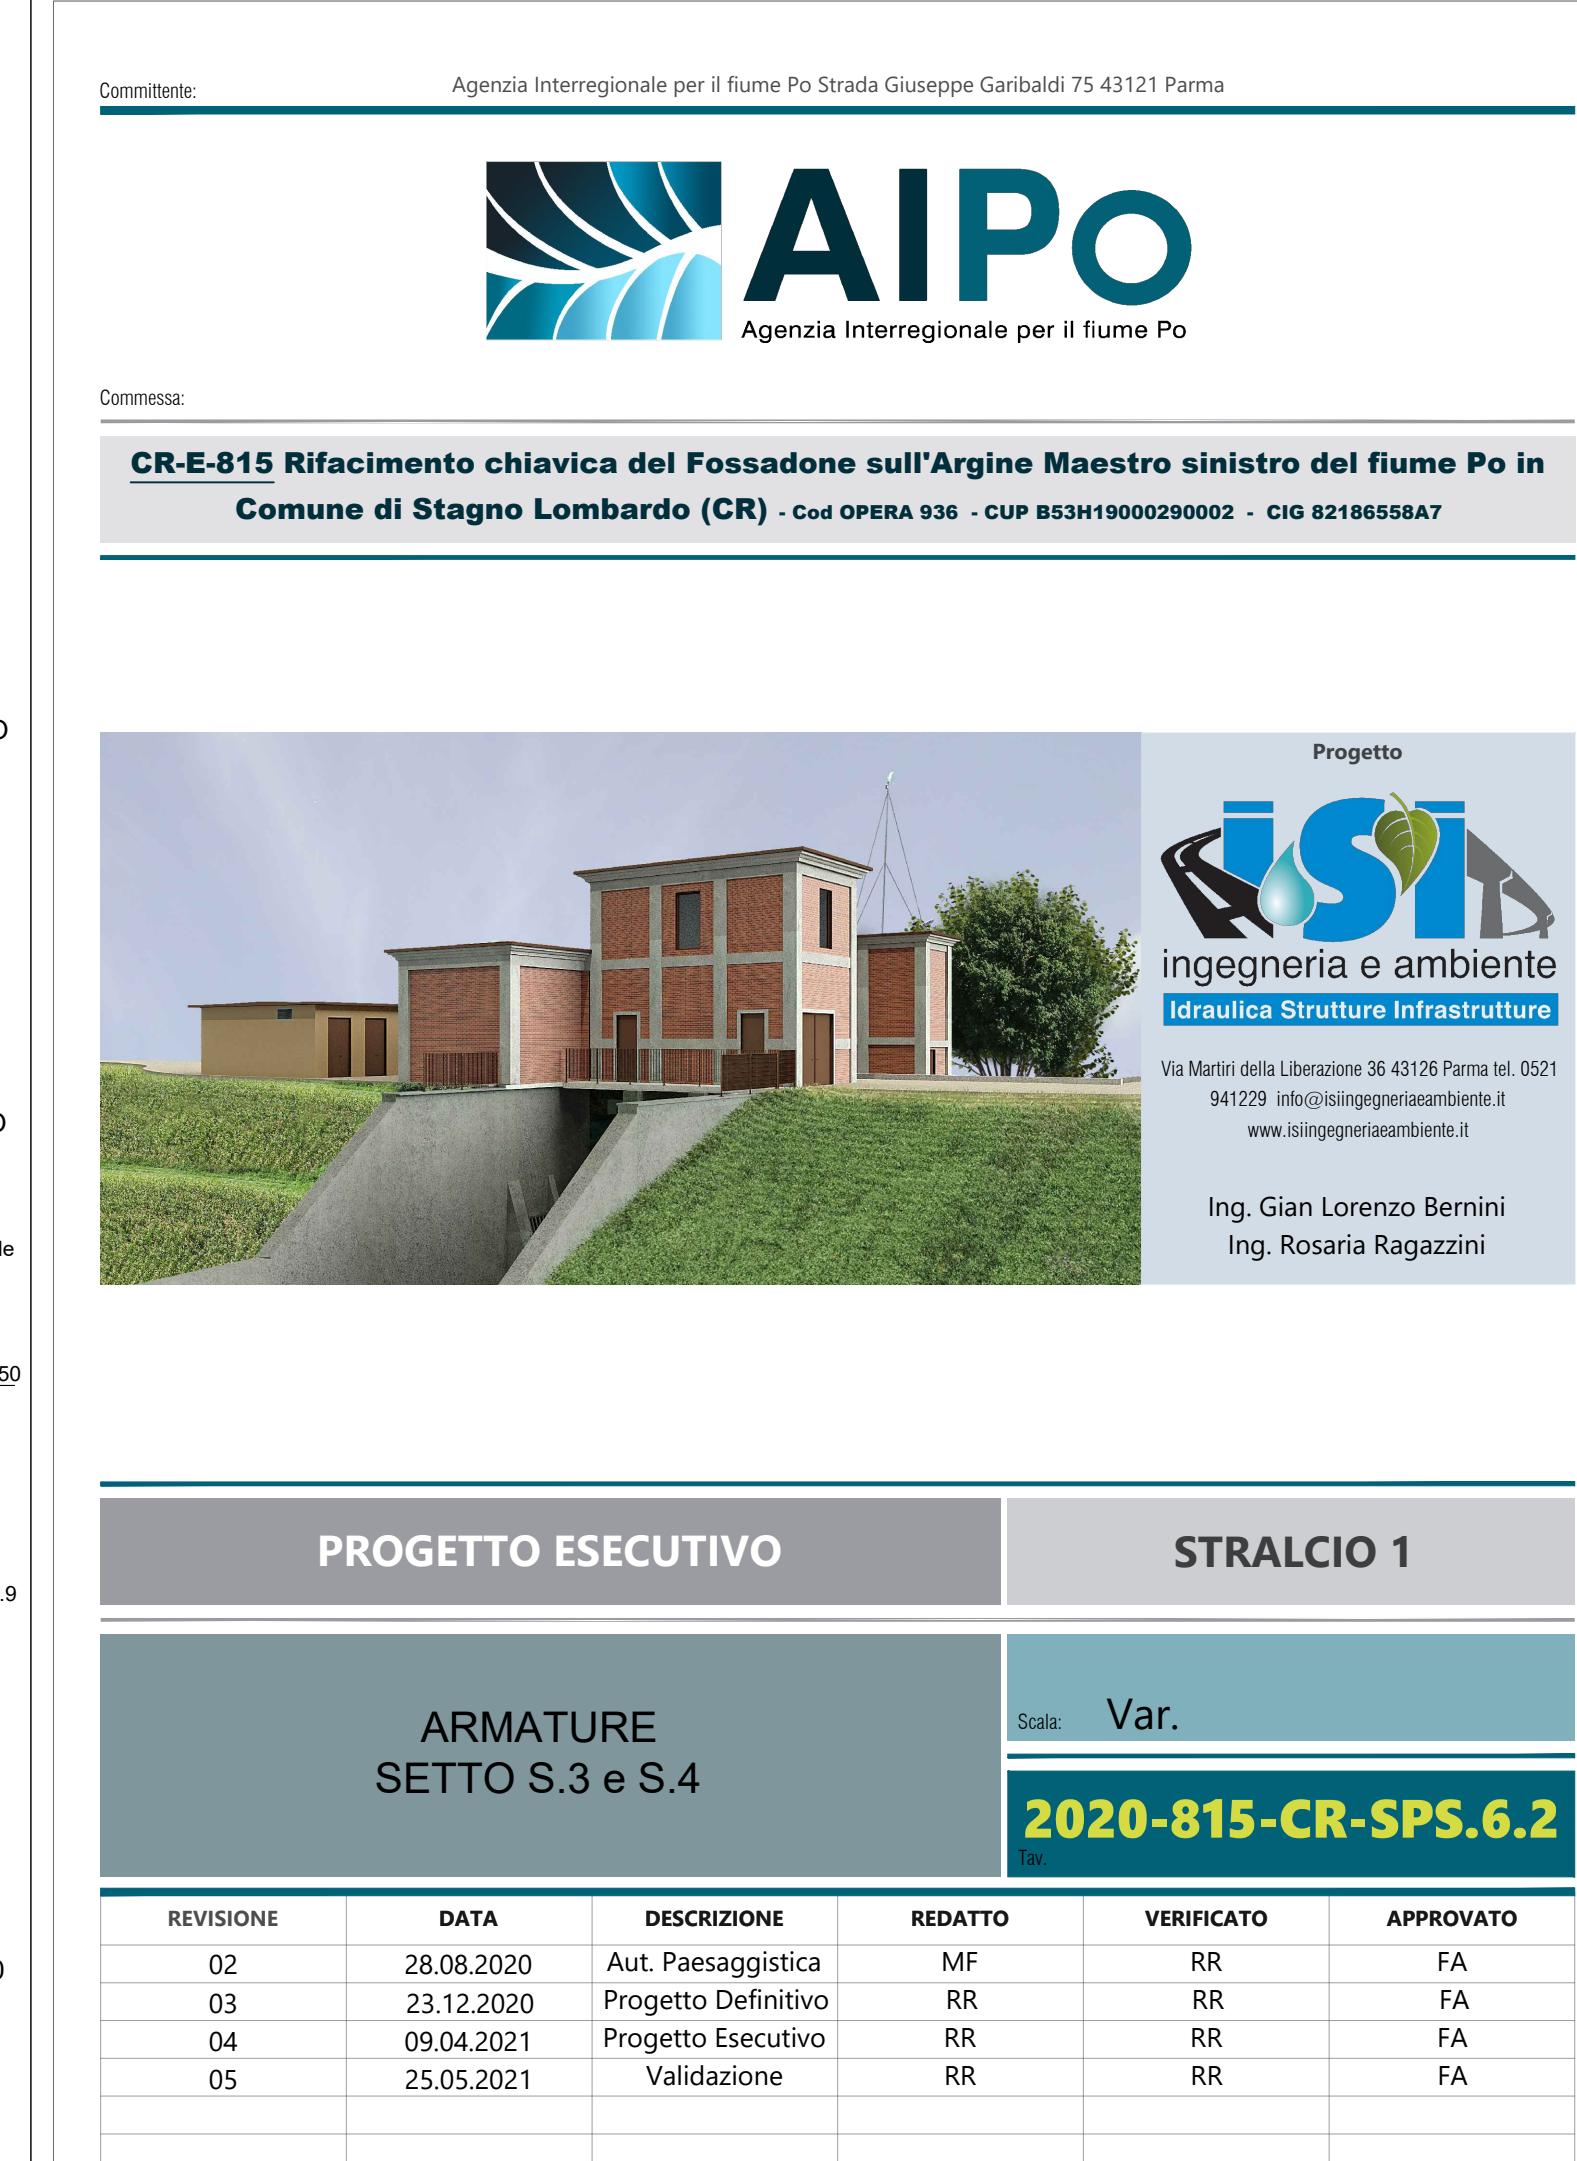 Committente:
Agenzia Interregionale per il fiume Po Strada Giuseppe Garibaldi 75 43121 Parma
AIPo
Agenzia Interregionale per il fiume Po
Commessa:
CR-E-815 Rifacimento chiavica del Fossadone sull'Argine Maestro sinistro del fiume Po in
Comune di Stagno Lombardo (CR) - Cod OPERA 936 - CUP B53H19000290002 - CIG 82186558A7
Progetto
iSi
ingegneria e ambiente
Idraulica Strutture Infrastrutture
Via Martiri della Liberazione 36 43126 Parma tel. 0521
941229 info@isiingegneriaeambiente.it
www.isiingegneriaeambiente.it
Ing. Gian Lorenzo Bernini
Ing. Rosaria Ragazzini
50
.9
PROGETTO ESECUTIVO
STRALCIO 1
ARMATURE
SETTO S.3 e S.4
Scala: Var.
2020-815-CR-SPS.6.2
Tav.
REVISIONE DATA DESCRIZIONE REDATTO VERIFICATO APPROVATO
02 28.08.2020 Aut. Paesaggistica MF RR FA
03 23.12.2020 Progetto Definitivo RR RR FA
04 09.04.2021 Progetto Esecutivo RR RR FA
05 25.05.2021 Validazione RR RR FA